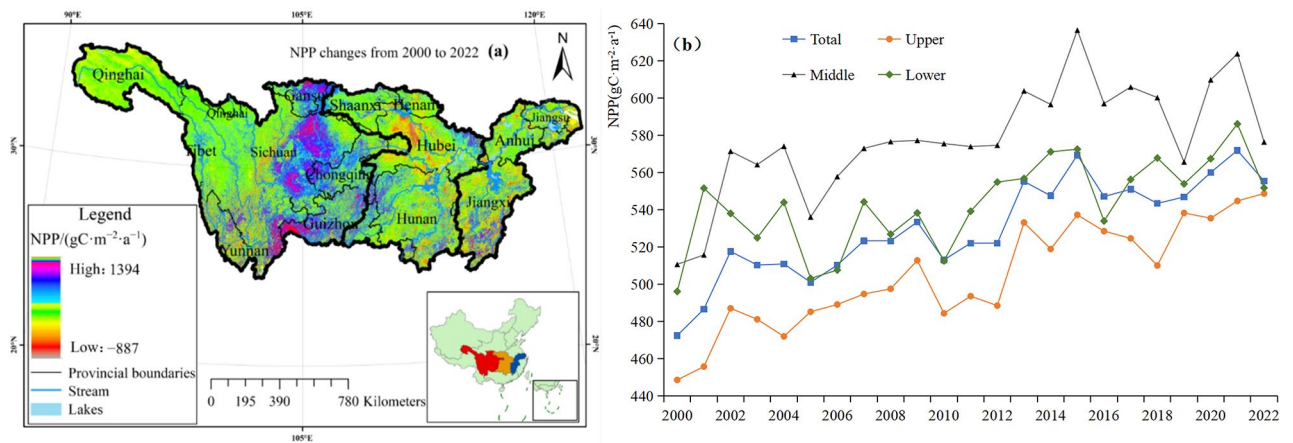 90°E
105°E
120°E
NPP changes from 2000 to 2022 (a)
N
Qinghai
Qinghai
Gansu
Shaanxi
Henan
Jiangsu
Anhui
Tibet
Sichuan
Hubei
Chongqing
Jiangxi
Hunan
Guizhou
Yunnan
30°N
30°N
20°N
20°N
105°E
Legend
NPP/(gC·m⁻²·a⁻¹)
High: 1394
Low: −887
Provincial boundaries
Stream
Lakes
0 195 390 780 Kilometers
(b)
NPP(gC·m⁻²·a⁻¹)
Total
Upper
Middle
Lower
640
620
600
580
560
540
520
500
480
460
440
2000 2002 2004 2006 2008 2010 2012 2014 2016 2018 2020 2022